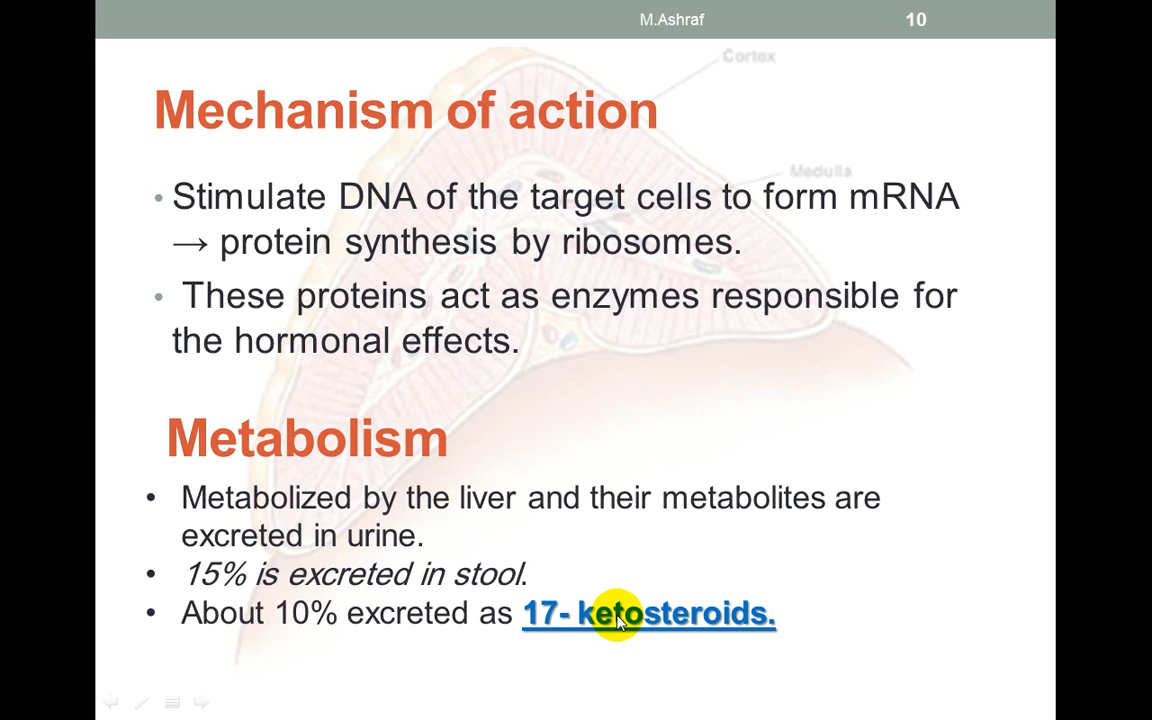 M.Ashraf 10
Cortex
Mechanism of action
Medulla
• Stimulate DNA of the target cells to form mRNA
→ protein synthesis by ribosomes.
• These proteins act as enzymes responsible for
the hormonal effects.
Metabolism
• Metabolized by the liver and their metabolites are
excreted in urine.
• 15% is excreted in stool.
• About 10% excreted as 17- ketosteroids.